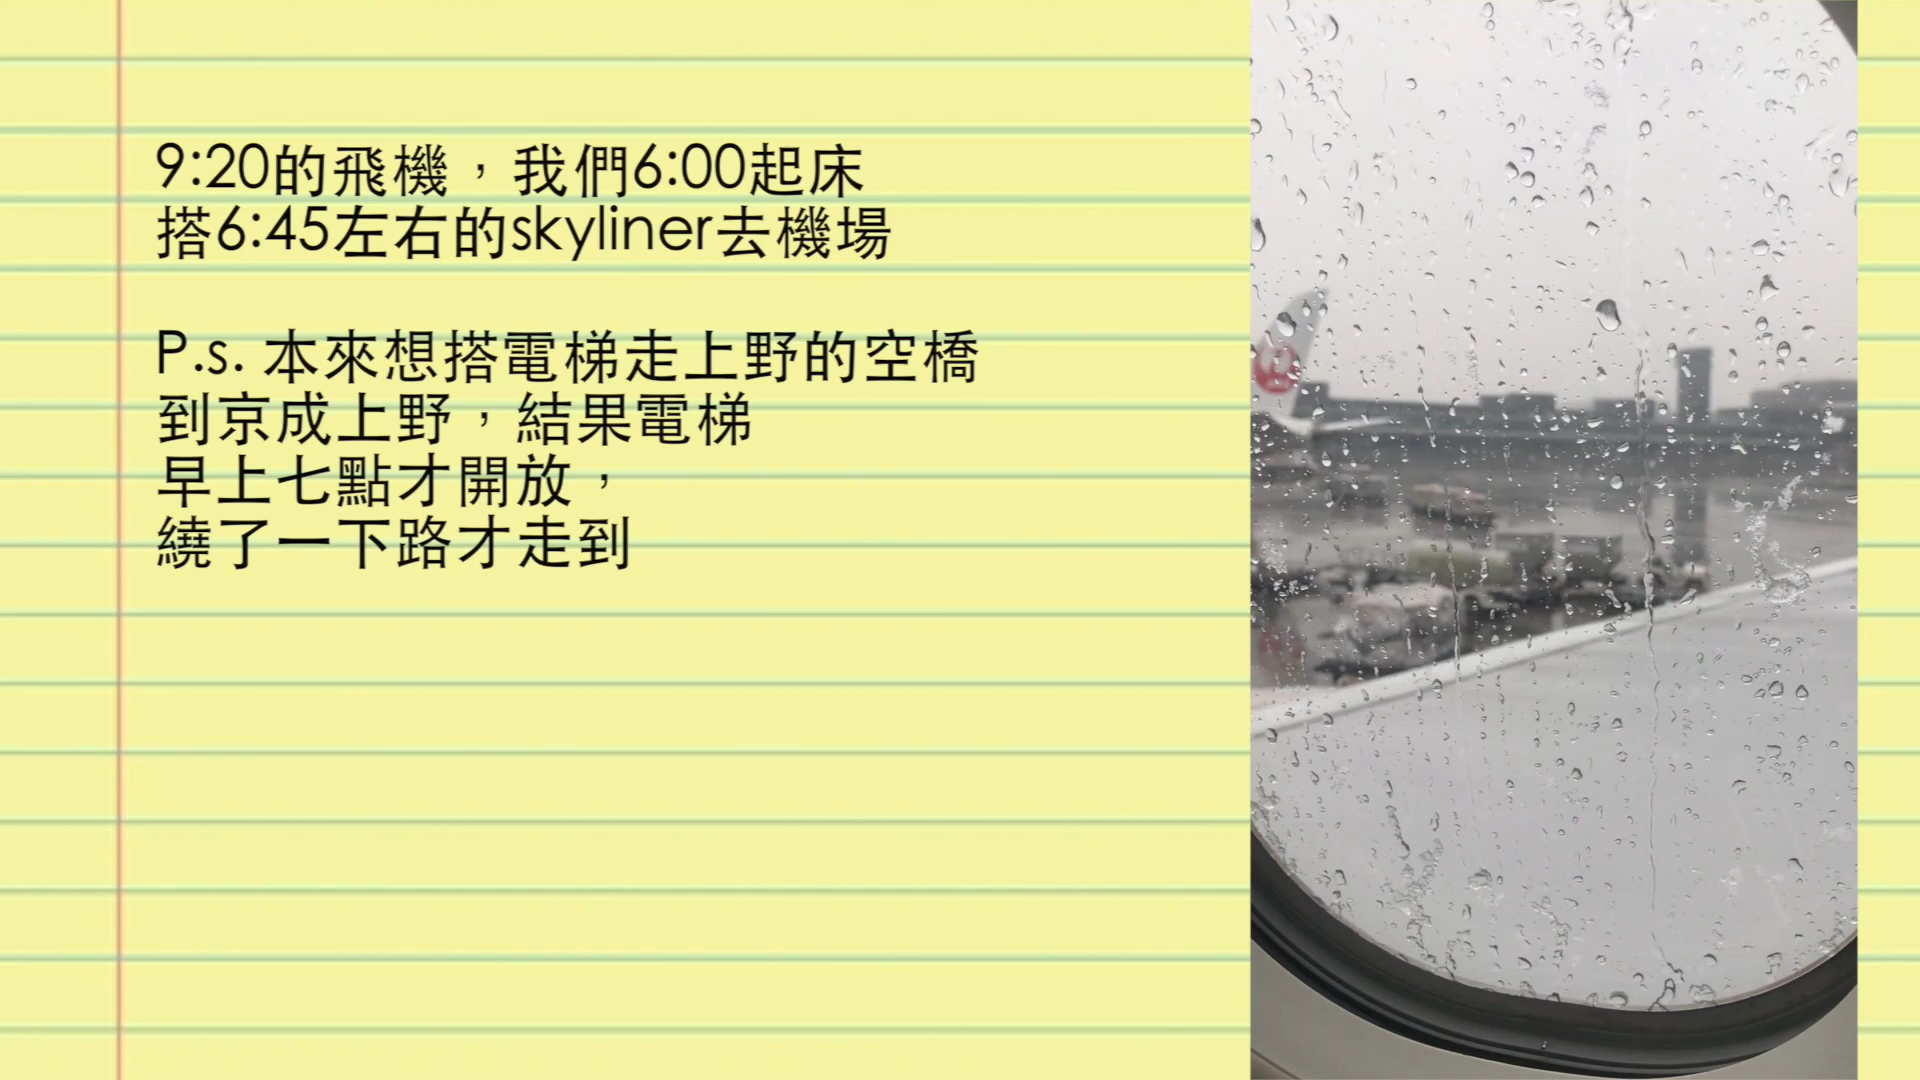 9:20的飛機，我們6:00起床
搭6:45左右的skyliner去機場
P.s. 本來想搭電梯走上野的空橋
到京成上野，結果電梯
早上七點才開放，
繞了一下路才走到